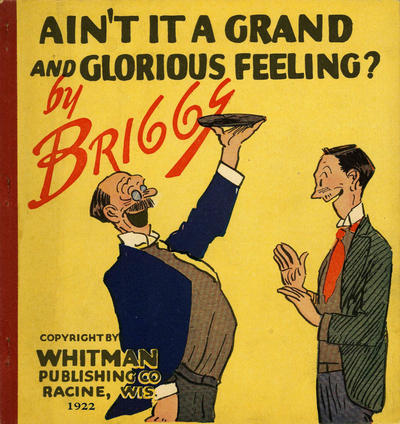 AIN'T IT A GRAND
AND GLORIOUS FEELING?
by
BRIGGS
COPYRIGHT BY
WHITMAN
PUBLISHING CO
RACINE, WIS.
1922